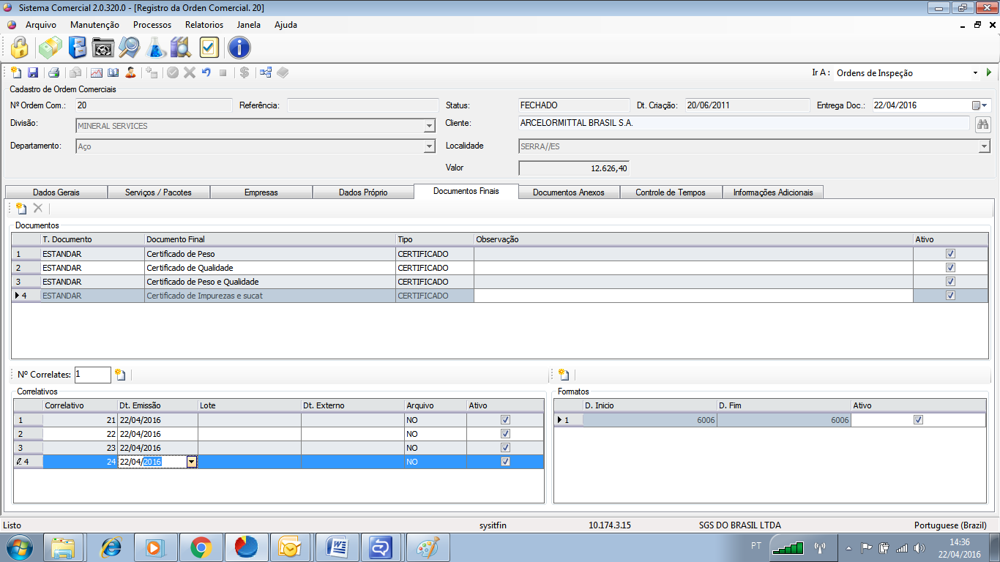 Sistema Comercial 2.0.320.0 - [Registro da Orden Comercial. 20]
Arquivo Manutenção Processos Relatorios Janela Ajuda
Ir A : Ordens de Inspeção
Cadastro de Ordem Comerciais
Nº Ordem Com.: 20 Referência: Status: FECHADO Dt. Criação: 20/06/2011 Entrega Doc.: 22/04/2016
Divisão: MINERAL SERVICES Cliente: ARCELORMITTAL BRASIL S.A.
Departamento: Aço Localidade SERRA//ES
Valor 12.626,40
Dados Gerais Serviços / Pacotes Empresas Dados Próprio Documentos Finais Documentos Anexos Controle de Tempos Informações Adicionais
Documentos
T. Documento Documento Final Tipo Observação Ativo
1 ESTANDAR Certificado de Peso CERTIFICADO
2 ESTANDAR Certificado de Qualidade CERTIFICADO
3 ESTANDAR Certificado de Peso e Qualidade CERTIFICADO
4 ESTANDAR Certificado de Impurezas e sucat CERTIFICADO
Nº Correlates: 1
Correlativos
Correlativo Dt. Emissão Lote Dt. Externo Arquivo Ativo
1 21 22/04/2016 NO
2 22 22/04/2016 NO
3 23 22/04/2016 NO
4 24 22/04/2016 NO
Formatos
D. Inicio D. Fim Ativo
1 6006 6006
Listo sysitfin 10.174.3.15 SGS DO BRASIL LTDA Portuguese (Brazil)
PT 14:36
22/04/2016